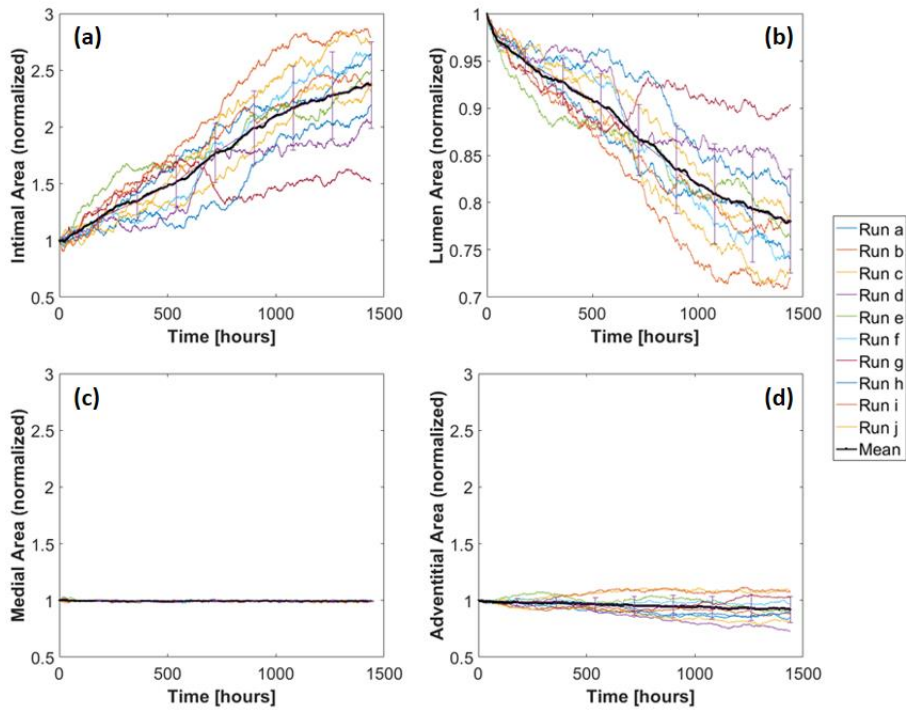 (a)
3
2.5
2
1.5
1
0.5
Intimal Area (normalized)
0
500
1000
1500
Time [hours]
(b)
1
0.95
0.9
0.85
0.8
0.75
0.7
Lumen Area (normalized)
0
500
1000
1500
Time [hours]
(c)
3
2.5
2
1.5
1
0.5
Medial Area (normalized)
0
500
1000
1500
Time [hours]
(d)
3
2.5
2
1.5
1
0.5
Adventitial Area (normalized)
0
500
1000
1500
Time [hours]
Run a
Run b
Run c
Run d
Run e
Run f
Run g
Run h
Run i
Run j
Mean